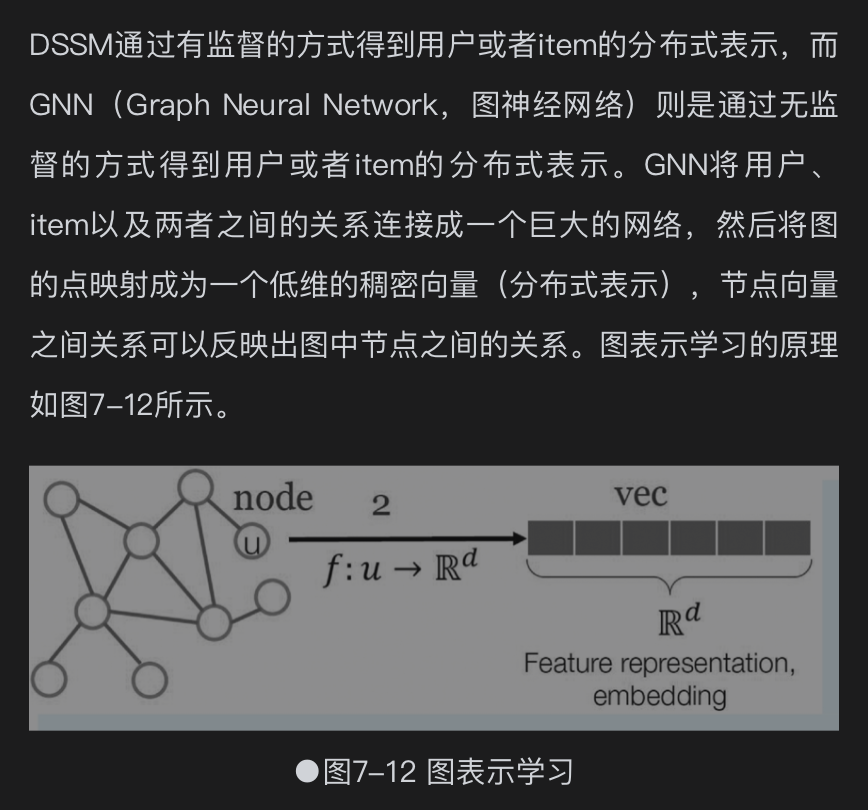 DSSM通过有监督的方式得到用户或者item的分布式表示，而
GNN（Graph Neural Network，图神经网络）则是通过无监
督的方式得到用户或者item的分布式表示。GNN将用户、
item以及两者之间的关系连接成一个巨大的网络，然后将图
的点映射成为一个低维的稠密向量（分布式表示），节点向量
之间关系可以反映出图中节点之间的关系。图表示学习的原理
如图7–12所示。
node 2 vec
u
f: u → ℝᵈ
ℝᵈ
Feature representation,
embedding
●图7–12 图表示学习